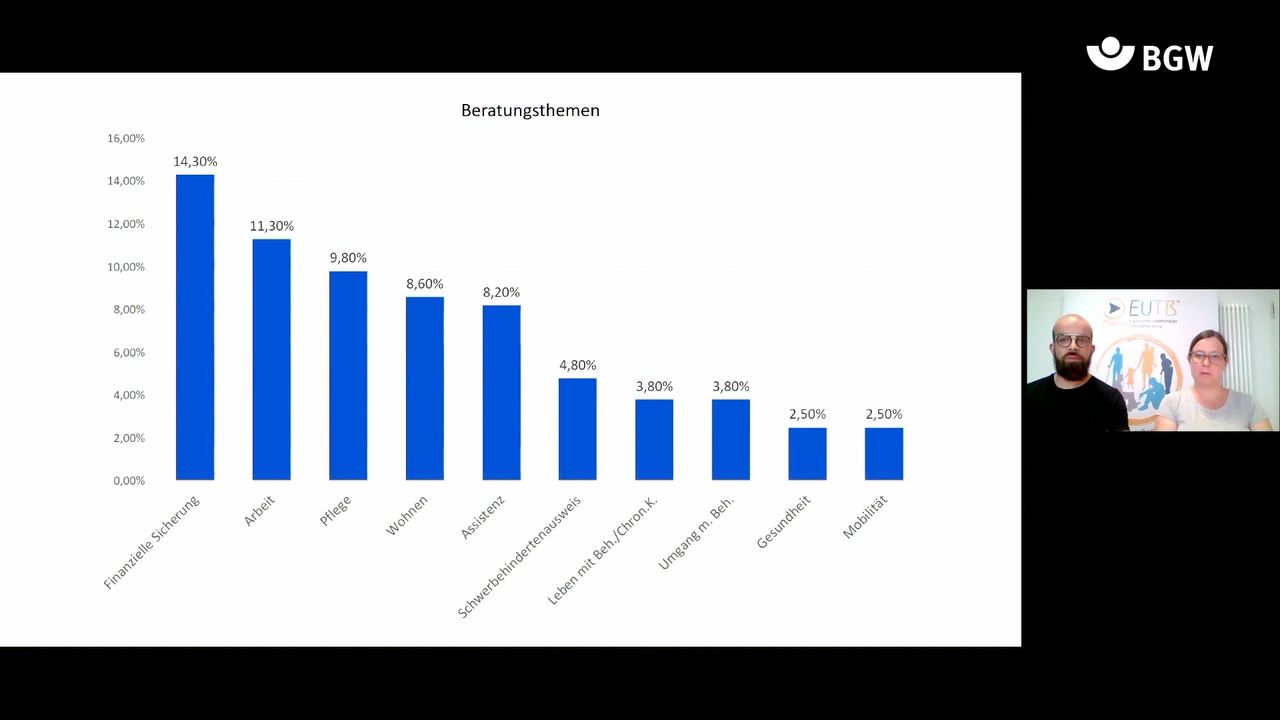 BGW
Beratungsthemen
16,00%
14,00%
12,00%
10,00%
8,00%
6,00%
4,00%
2,00%
0,00%
14,30%
11,30%
9,80%
8,60%
8,20%
4,80%
3,80%
3,80%
2,50%
2,50%
Finanzielle Sicherung
Arbeit
Pflege
Wohnen
Assistenz
Schwerbehindertenausweis
Leben mit Beh./Chron.K.
Umgang m. Beh.
Gesundheit
Mobilität
EUTB